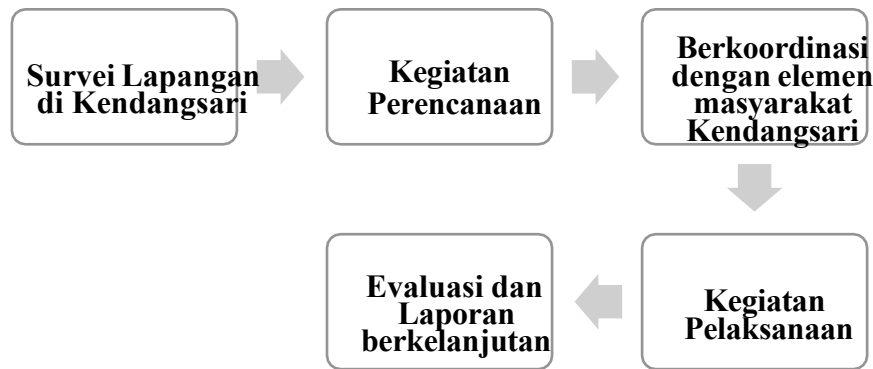 Survei Lapangan
di Kendangsari
Kegiatan
Perencanaan
Berkoordinasi
dengan elemen
masyarakat
Kendangsari
Kegiatan
Pelaksanaan
Evaluasi dan
Laporan
berkelanjutan